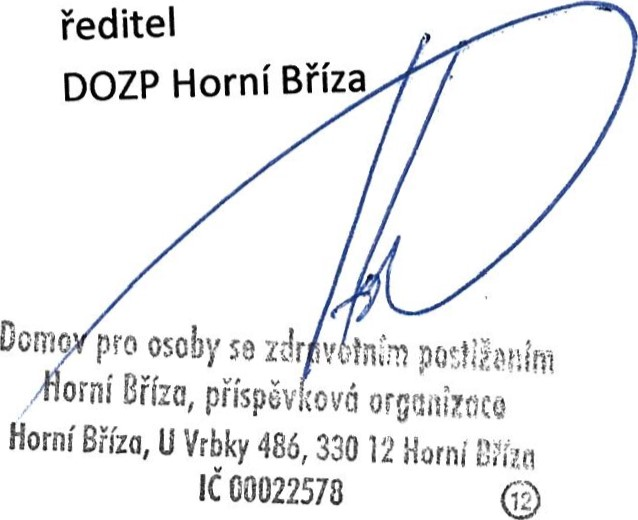 ředitel
DOZP Horní Bříza
Domov pro osoby se zdravotním postižením
Horní Bříza, příspěvková organizace
Horní Bříza, U Vrbky 486, 330 12 Horní Bříza
IČ 00022578
12